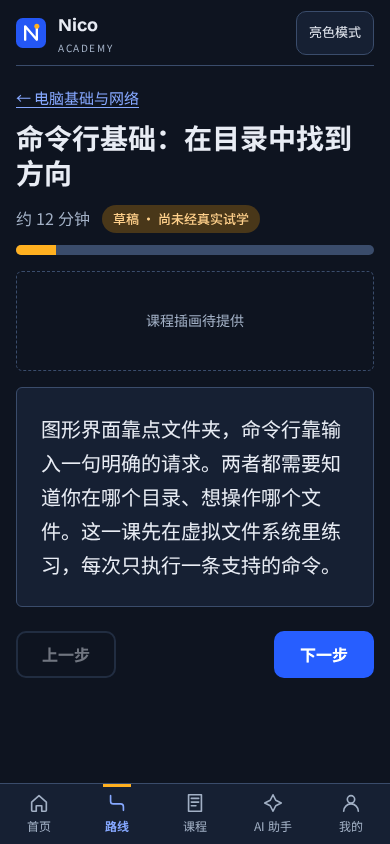 Nico
ACADEMY
亮色模式
← 电脑基础与网络
命令行基础：在目录中找到
方向
约 12 分钟
草稿 · 尚未经真实试学
课程插画待提供
图形界面靠点文件夹，命令行靠输
入一句明确的请求。两者都需要知
道你在哪个目录、想操作哪个文
件。这一课先在虚拟文件系统里练
习，每次只执行一条支持的命令。
上一步
下一步
首页
路线
课程
AI 助手
我的